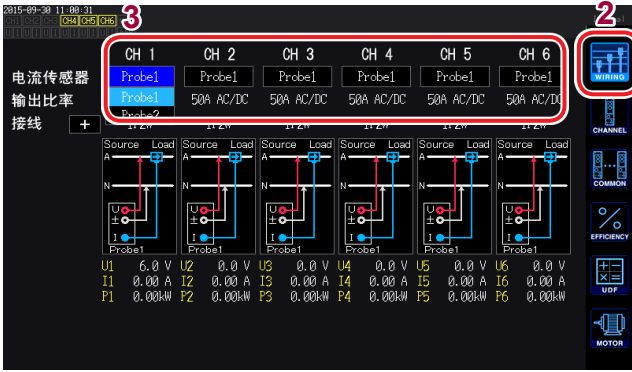 2015-09-30 11:00:31
CH1 CH2 CH3 CH4 CH5 CH6
U I U I U I U I U I U I
3
2
CH 1 CH 2 CH 3 CH 4 CH 5 CH 6
电流传感器 Probe1 Probe1 Probe1 Probe1 Probe1 Probe1
输出比率 Probe1 50A AC/DC 50A AC/DC 50A AC/DC 50A AC/DC 50A AC/DC
Probe2
接线 + 1P2W 1P2W 1P2W 1P2W 1P2W 1P2W
Source Load Source Load Source Load Source Load Source Load Source Load
A A A A A A
N N N N N N
U U U U U U
± ± ± ± ± ±
I I I I I I
Probe1 Probe1 Probe1 Probe1 Probe1 Probe1
U1 6.0 V U2 0.0 V U3 0.0 V U4 0.0 V U5 0.0 V U6 0.0 V
I1 0.00 A I2 0.00 A I3 0.00 A I4 0.00 A I5 0.00 A I6 0.00 A
P1 0.00kW P2 0.00kW P3 0.00kW P4 0.00kW P5 0.00kW P6 0.00kW
WIRING
CHANNEL
COMMON
%
EFFICIENCY
UDF
MOTOR